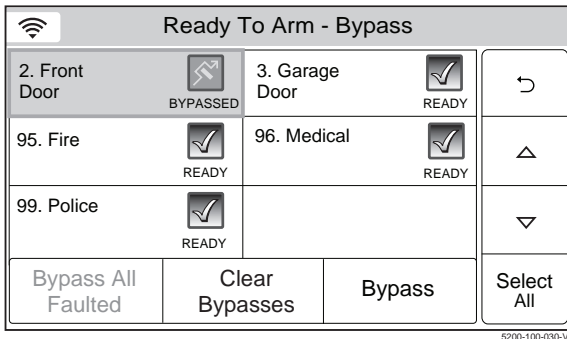 Ready To Arm - Bypass
2. Front
Door
BYPASSED
3. Garage
Door
READY
95. Fire
READY
96. Medical
READY
99. Police
READY
Bypass All
Faulted
Clear
Bypasses
Bypass
Select
All
5200-100-030-V